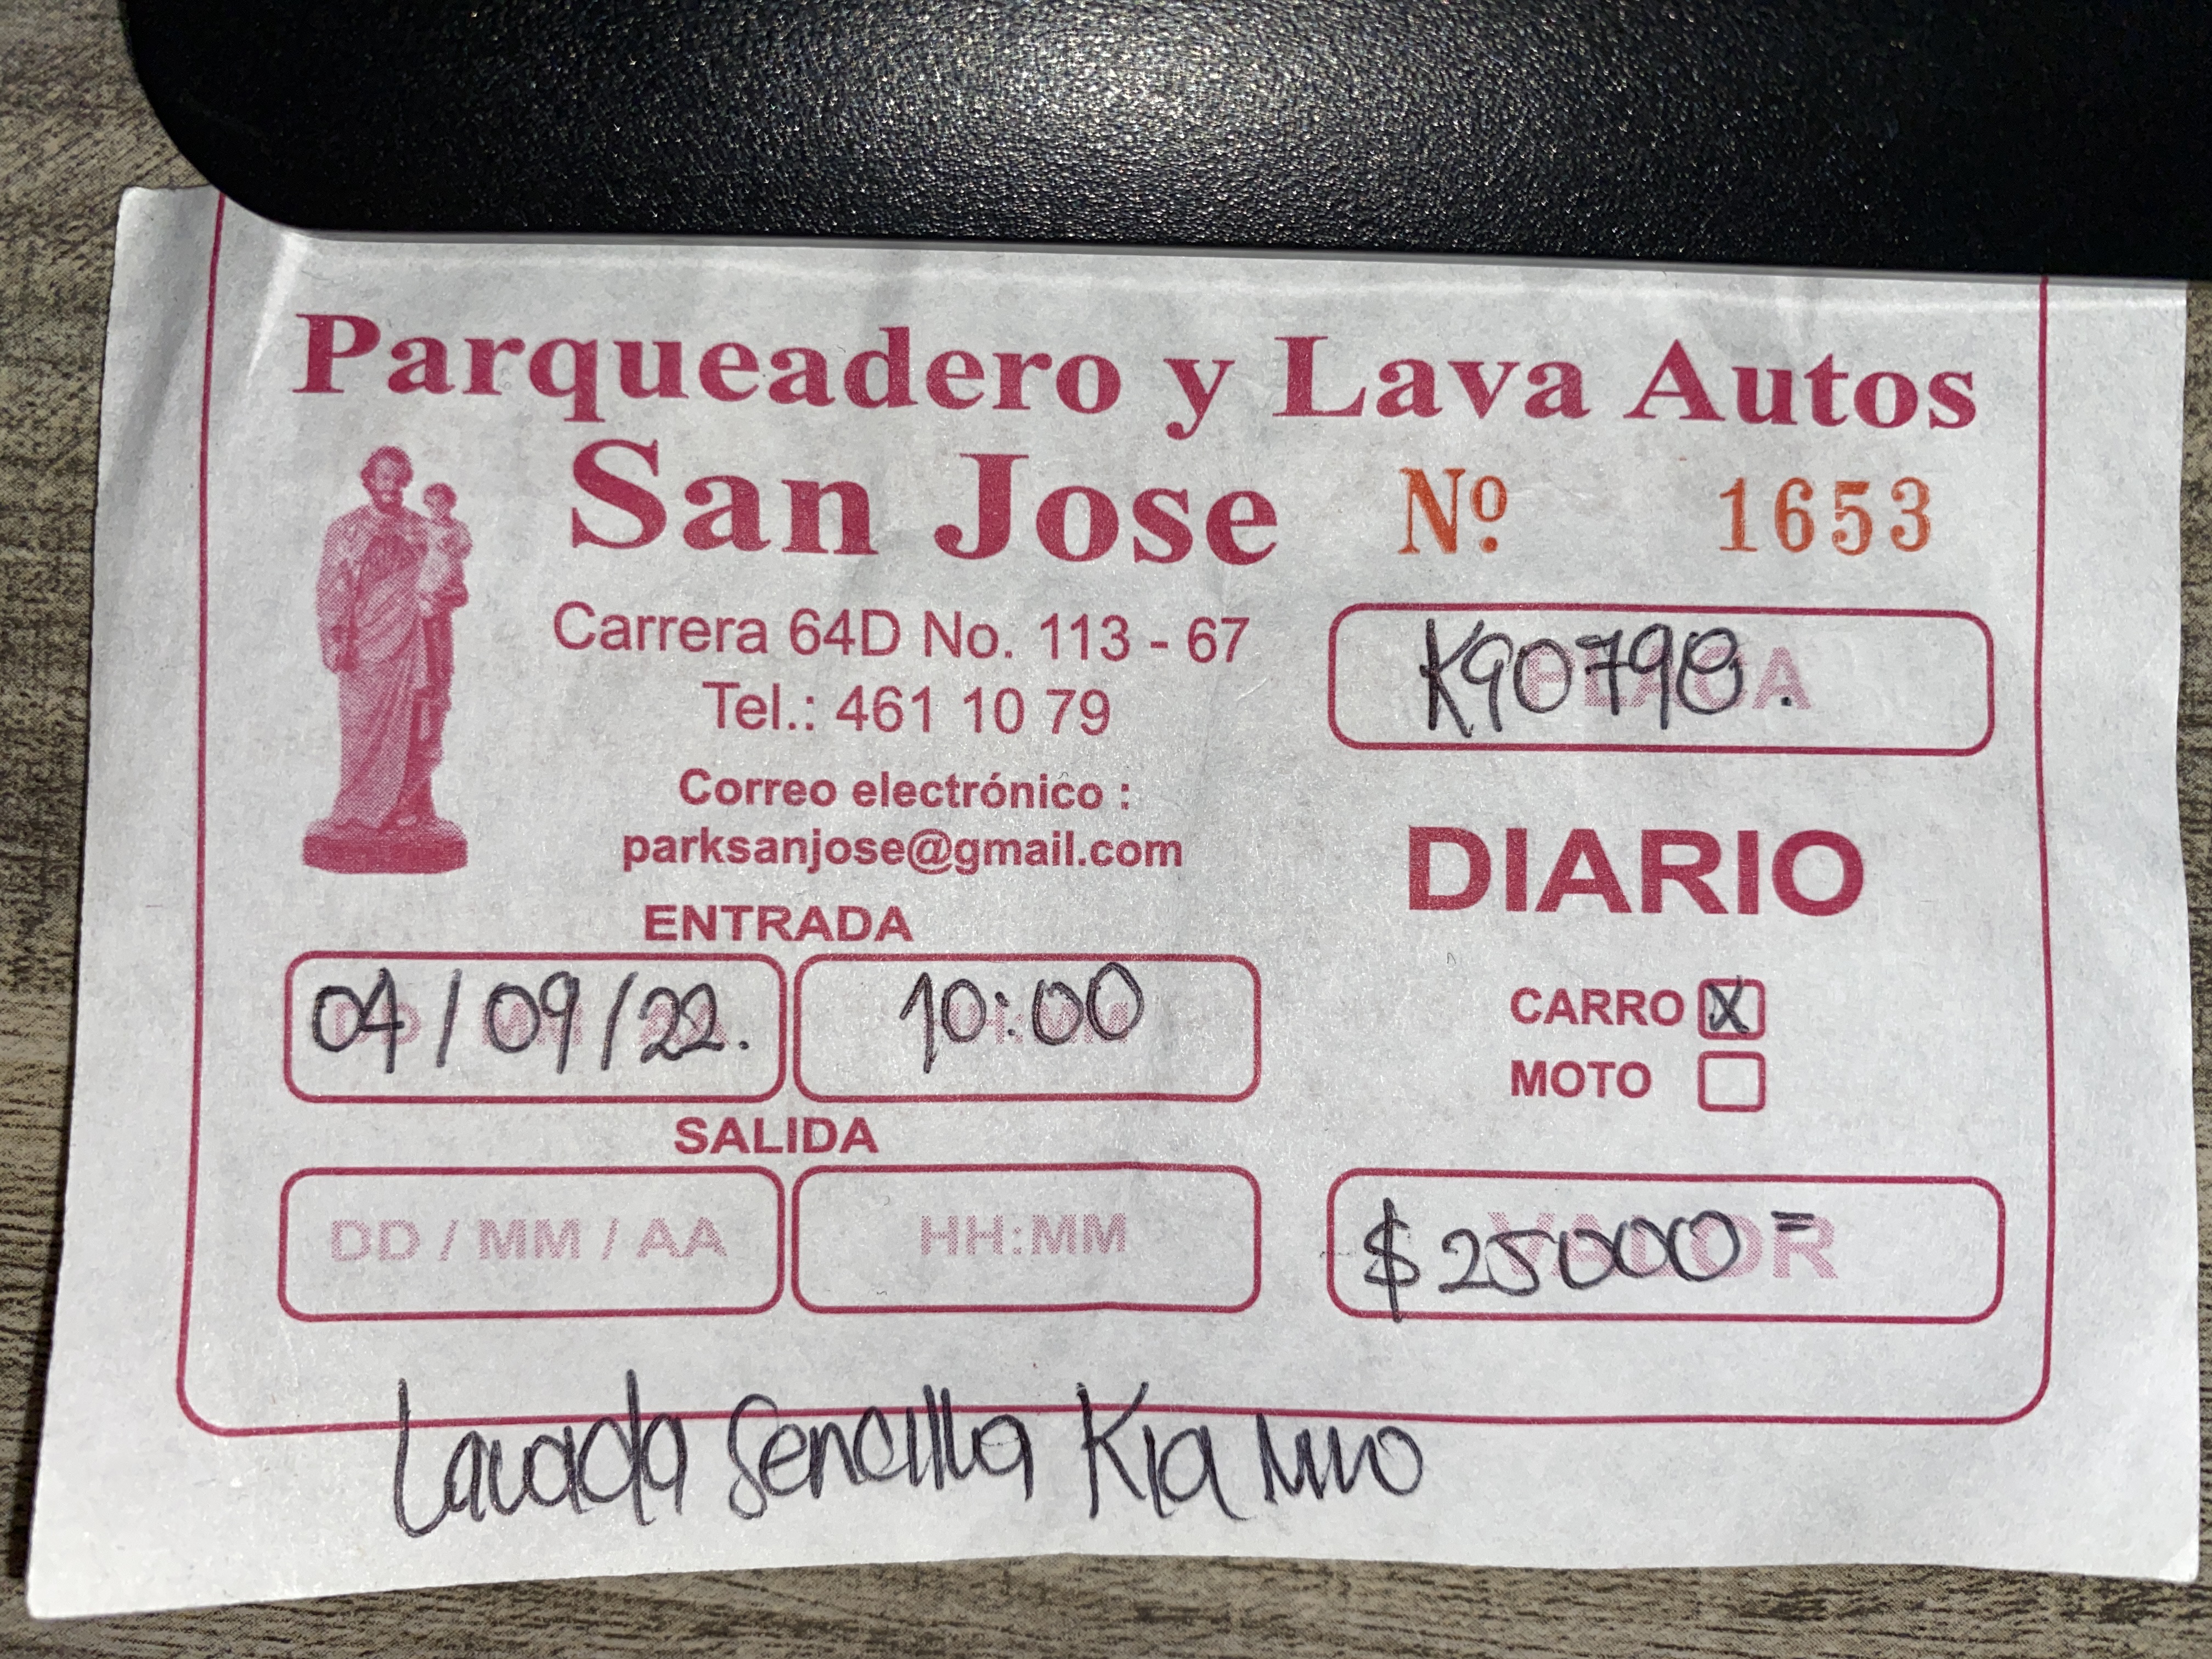 Parqueadero y Lava Autos
San Jose
Nº 1653
Carrera 64D No. 113 - 67
Tel.: 461 10 79
Correo electrónico :
parksanjose@gmail.com
PLACA
K90790.
DIARIO
CARRO X
MOTO
ENTRADA
04/09/22. 10:00
SALIDA
DD / MM / AA HH:MM
VALOR
$25000=
Lavada Sencilla Kia